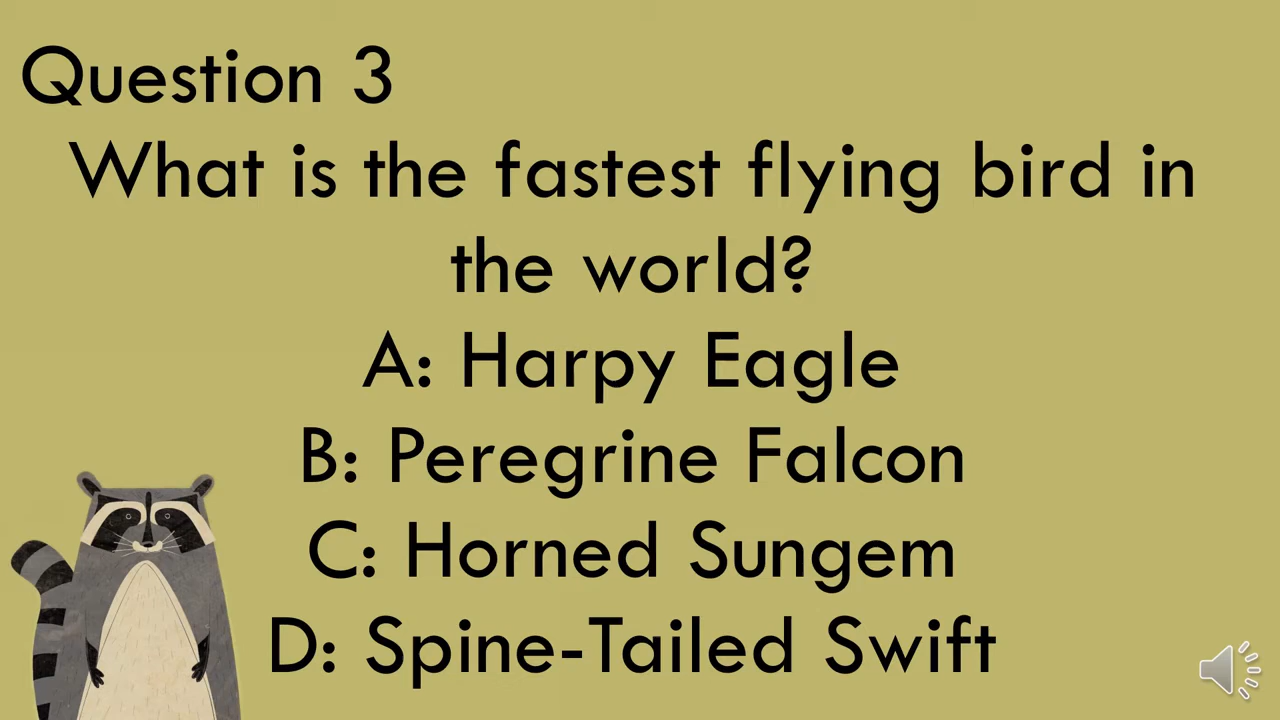 Question 3
What is the fastest flying bird in
the world?
A: Harpy Eagle
B: Peregrine Falcon
C: Horned Sungem
D: Spine-Tailed Swift